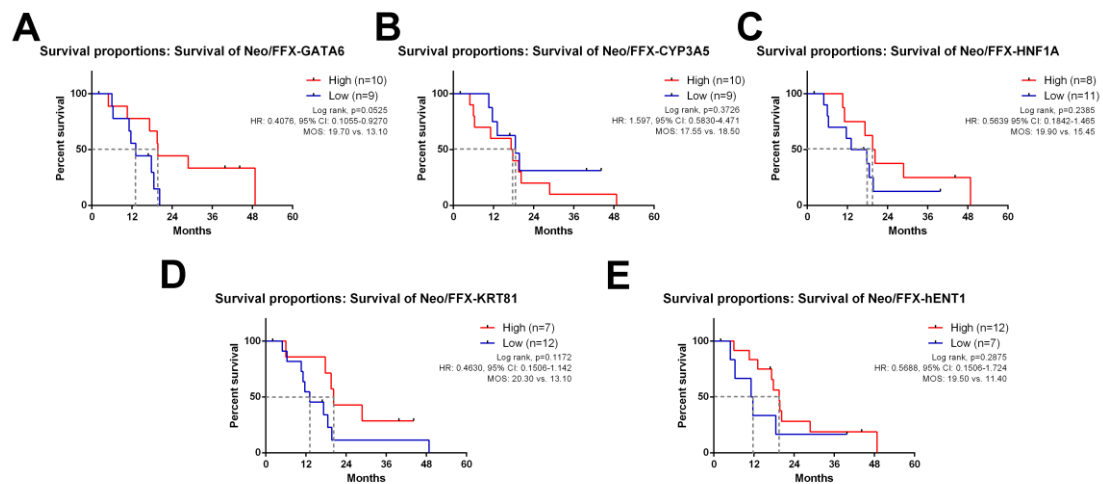 A
Survival proportions: Survival of Neo/FFX-GATA6
High (n=10)
Low (n=9)
Log rank, p=0.0525
HR: 0.4076, 95% CI: 0.1055-0.9270
MOS: 19.70 vs. 13.10
Percent survival
100
50
0
0 12 24 36 48 60
Months
B
Survival proportions: Survival of Neo/FFX-CYP3A5
High (n=10)
Low (n=9)
Log rank, p=0.3726
HR: 1.597, 95% CI: 0.5830-4.471
MOS: 17.55 vs. 18.50
Percent survival
100
50
0
0 12 24 36 48 60
Months
C
Survival proportions: Survival of Neo/FFX-HNF1A
High (n=8)
Low (n=11)
Log rank, p=0.2385
HR: 0.5639 95% CI: 0.1842-1.465
MOS: 19.90 vs. 15.45
Percent survival
100
50
0
0 12 24 36 48 60
Months
D
Survival proportions: Survival of Neo/FFX-KRT81
High (n=7)
Low (n=12)
Log rank, p=0.1172
HR: 0.4630, 95% CI: 0.1506-1.142
MOS: 20.30 vs. 13.10
Percent survival
100
50
0
0 12 24 36 48 60
Months
E
Survival proportions: Survival of Neo/FFX-hENT1
High (n=12)
Low (n=7)
Log rank, p=0.2875
HR: 0.5688, 95% CI: 0.1506-1.724
MOS: 19.50 vs. 11.40
Percent survival
100
50
0
0 12 24 36 48 60
Months